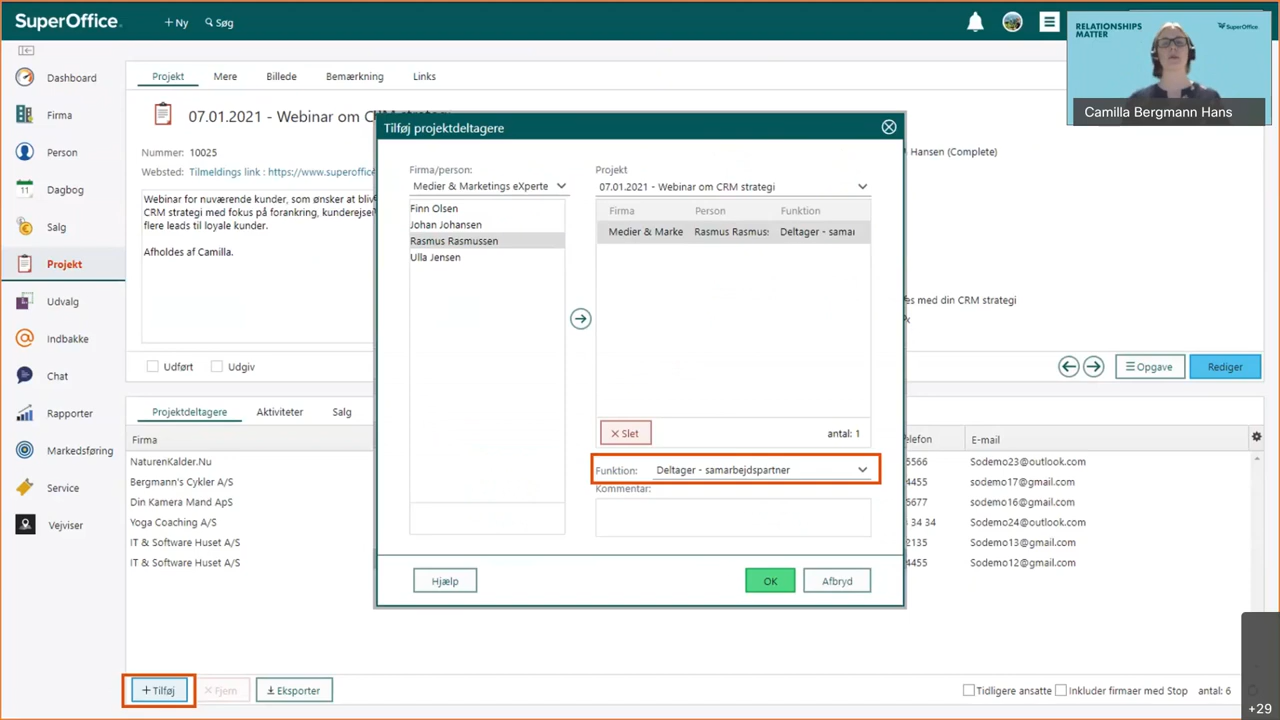 SuperOffice.
+ Ny
Søg
RELATIONSHIPS MATTER
SuperOffice
Camilla Bergmann Hans
Dashboard
Firma
Person
11
Dagbog
Salg
Projekt
Udvalg
Indbakke
Chat
Rapporter
Markedsføring
Service
Vejviser
Projekt
Mere
Billede
Bemærkning
Links
07.01.2021 - Webinar om CRM strategi
Nummer: 10025
Websted: Tilmeldings link : https://www.superoffice
Hansen (Complete)
Webinar for nuværende kunder, som ønsker at bliv
CRM strategi med fokus på forankring, kunderejse
flere leads til loyale kunder.
Afholdes af Camilla.
es med din CRM strategi
Udført
Udgiv
Opgave
Rediger
Tilføj projektdeltagere
Firma/person:
Medier & Marketings eXperte
Finn Olsen
Johan Johansen
Rasmus Rasmussen
Ulla Jensen
Projekt
07.01.2021 - Webinar om CRM strategi
Firma Person Funktion
Medier & Marke Rasmus Rasmus Deltager - samar
× Slet
antal: 1
Funktion: Deltager - samarbejdspartner
Kommentar:
Hjælp
OK
Afbryd
Projektdeltagere
Aktiviteter
Salg
Firma
elefon
E-mail
NaturenKalder.Nu 5566 Sodemo23@outlook.com
Bergmann's Cykler A/S 4455 sodemo17@gmail.com
Din Kamera Mand ApS 5677 sodemo16@gmail.com
Yoga Coaching A/S 34 34 Sodemo24@outlook.com
IT & Software Huset A/S 2135 Sodemo13@gmail.com
IT & Software Huset A/S 4455 Sodemo12@gmail.com
+ Tilføj
× Fjern
Eksporter
Tidligere ansatte
Inkluder firmaer med Stop
antal: 6
+29